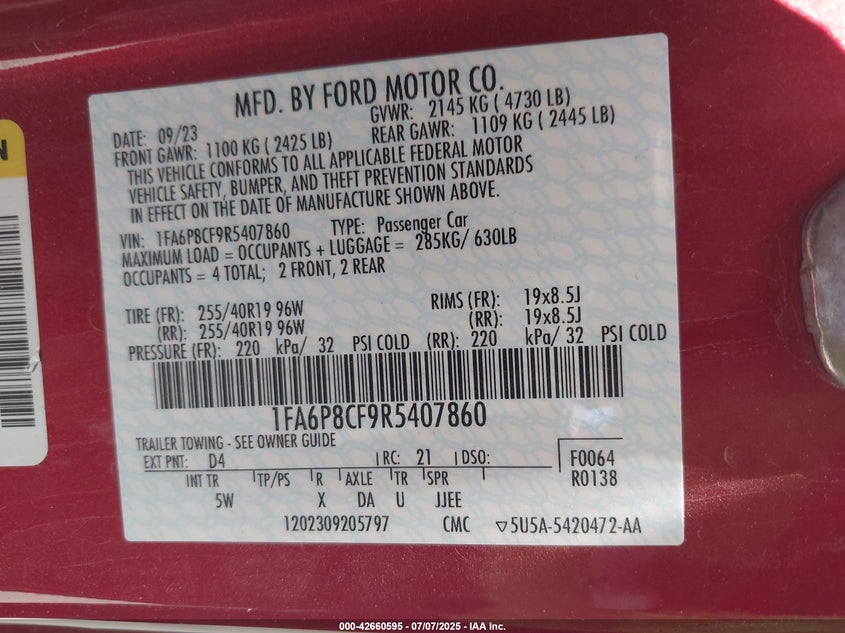 MFD. BY FORD MOTOR CO.
DATE: 09/23 GVWR: 2145 KG ( 4730 LB)
FRONT GAWR: 1100 KG ( 2425 LB) REAR GAWR: 1109 KG ( 2445 LB)
THIS VEHICLE CONFORMS TO ALL APPLICABLE FEDERAL MOTOR
VEHICLE SAFETY, BUMPER, AND THEFT PREVENTION STANDARDS
IN EFFECT ON THE DATE OF MANUFACTURE SHOWN ABOVE.
VIN: 1FA6P8CF9R5407860 TYPE: Passenger Car
MAXIMUM LOAD = OCCUPANTS + LUGGAGE = 285KG/ 630LB
OCCUPANTS = 4 TOTAL; 2 FRONT, 2 REAR
TIRE (FR): 255/40R19 96W RIMS (FR): 19x8.5J
(RR): 255/40R19 96W (RR): 19x8.5J
PRESSURE (FR): 220 kPa/ 32 PSI COLD (RR): 220 kPa/ 32 PSI COLD
1FA6P8CF9R5407860
TRAILER TOWING - SEE OWNER GUIDE
EXT PNT: D4 RC: 21 DSO: F0064
INT TR TP/PS R AXLE TR SPR R0138
5W X DA U JJEE
1202309205797 CMC ▽5U5A-5420472-AA
N
000-42660595 - 07/07/2025 - IAA Inc.